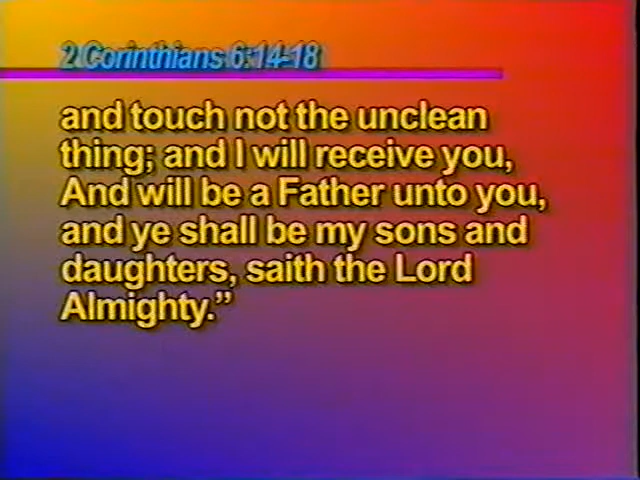 2 Corinthians 6:14-18
and touch not the unclean
thing; and I will receive you,
And will be a Father unto you,
and ye shall be my sons and
daughters, saith the Lord
Almighty.”